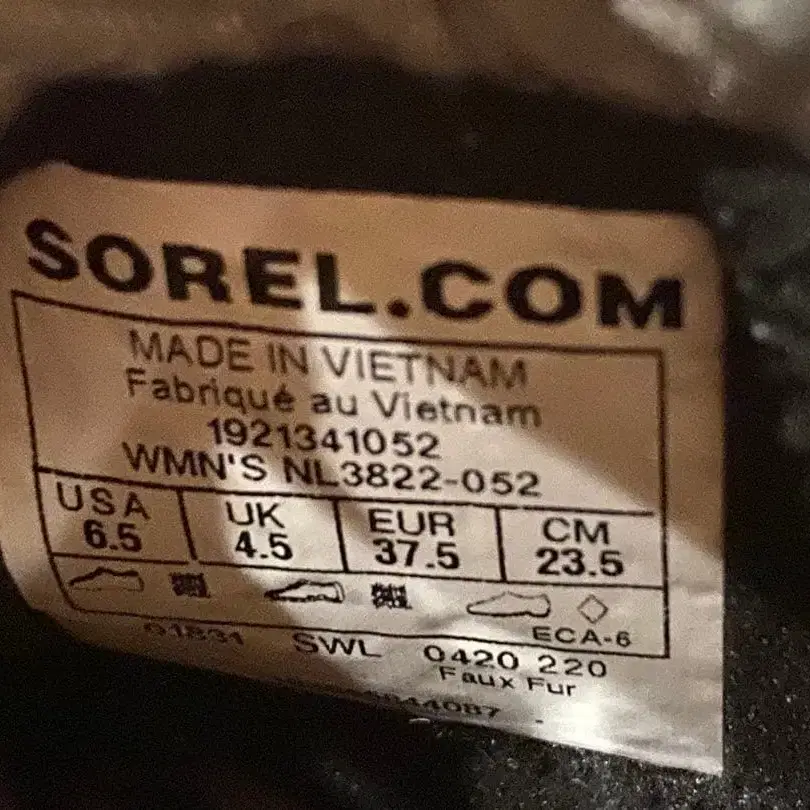 SOREL.COM
MADE IN VIETNAM
Fabriqué au Vietnam
1921341052
WMN'S NL3822-052
USA UK EUR CM
6.5 4.5 37.5 23.5
ECA-6
SWL 0420 220
Faux Fur